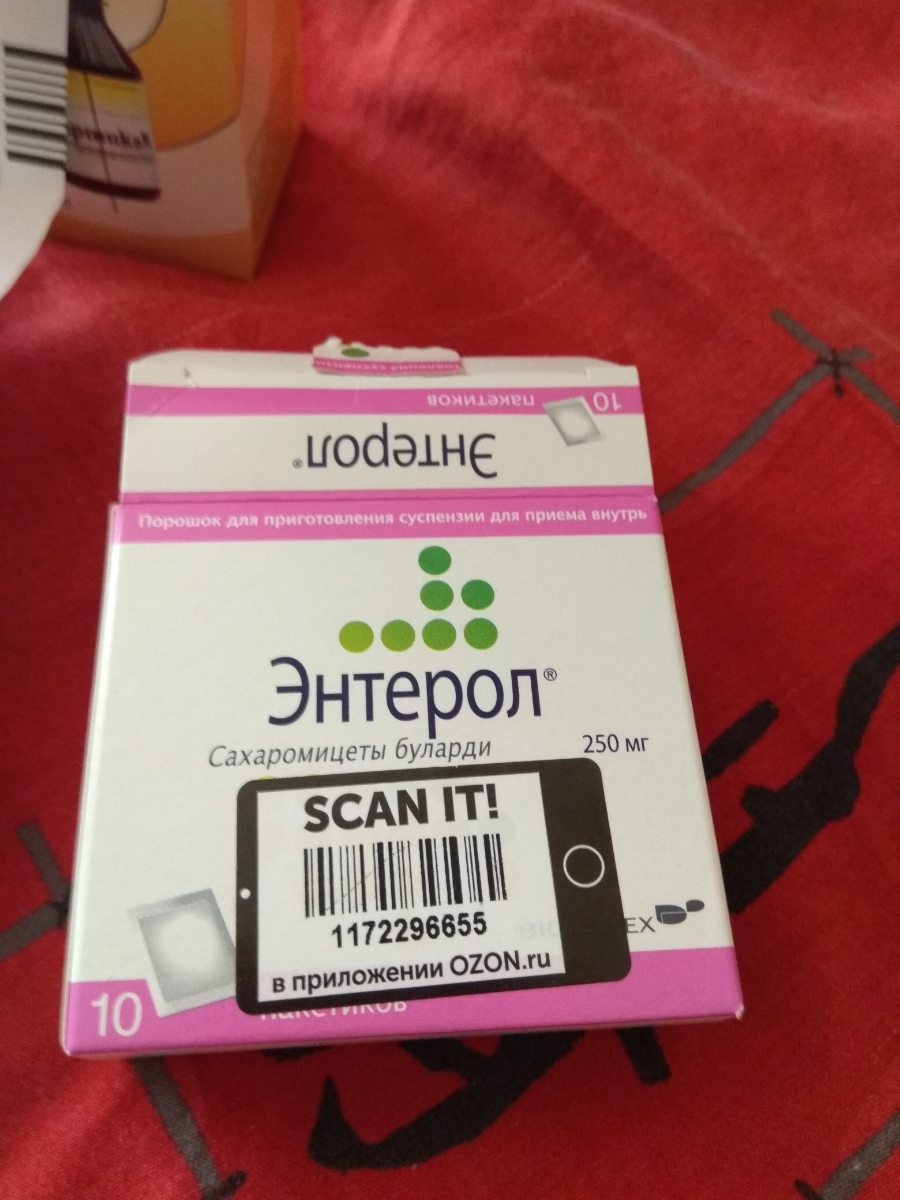 10
пакетиков
Энтерол®
Порошок для приготовления суспензии для приема внутрь
Энтерол®
Сахаромицеты буларди
250 мг
SCAN IT!
1172296655
в приложении OZON.ru
10
пакетиков